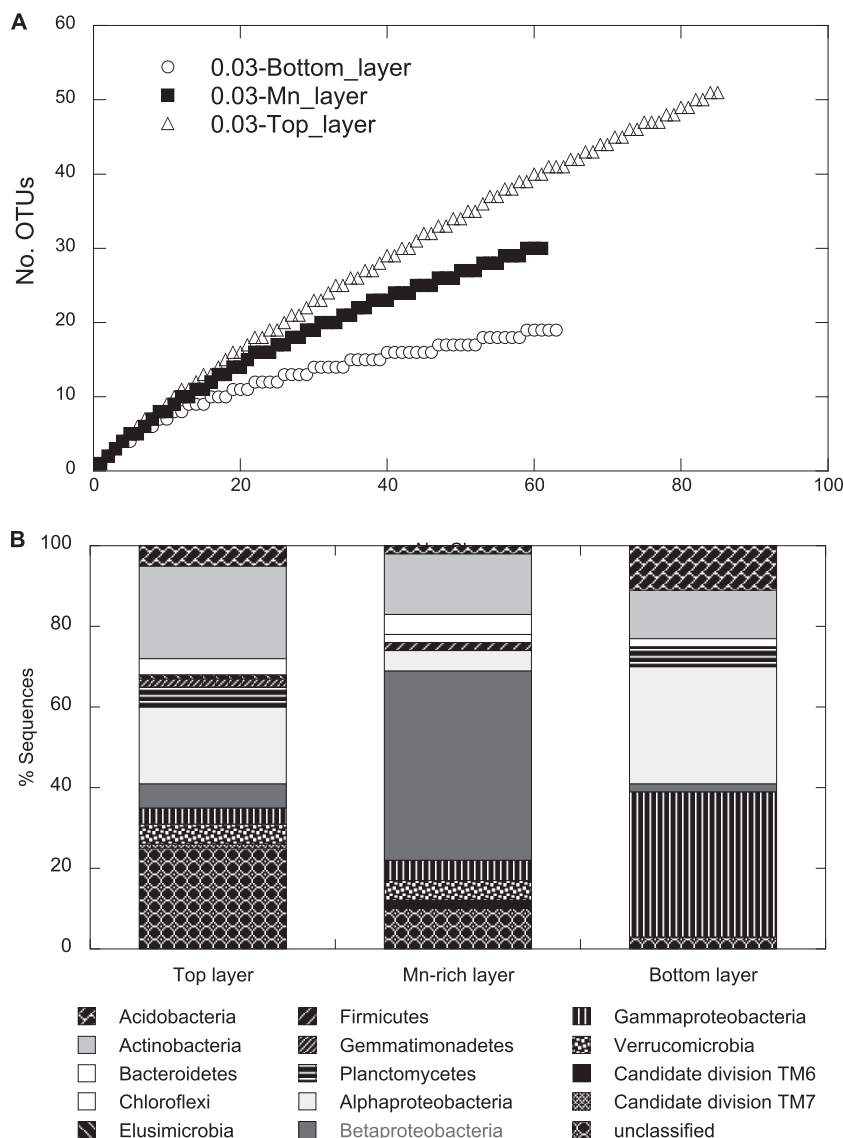 A
60
50
40
30
20
10
0
No. OTUs
0.03-Bottom_layer
0.03-Mn_layer
0.03-Top_layer
0 20 40 60 80 100
B
100
80
60
40
20
0
% Sequences
Top layer Mn-rich layer Bottom layer
Acidobacteria Firmicutes Gammaproteobacteria
Actinobacteria Gemmatimonadetes Verrucomicrobia
Bacteroidetes Planctomycetes Candidate division TM6
Chloroflexi Alphaproteobacteria Candidate division TM7
Elusimicrobia Betaproteobacteria unclassified